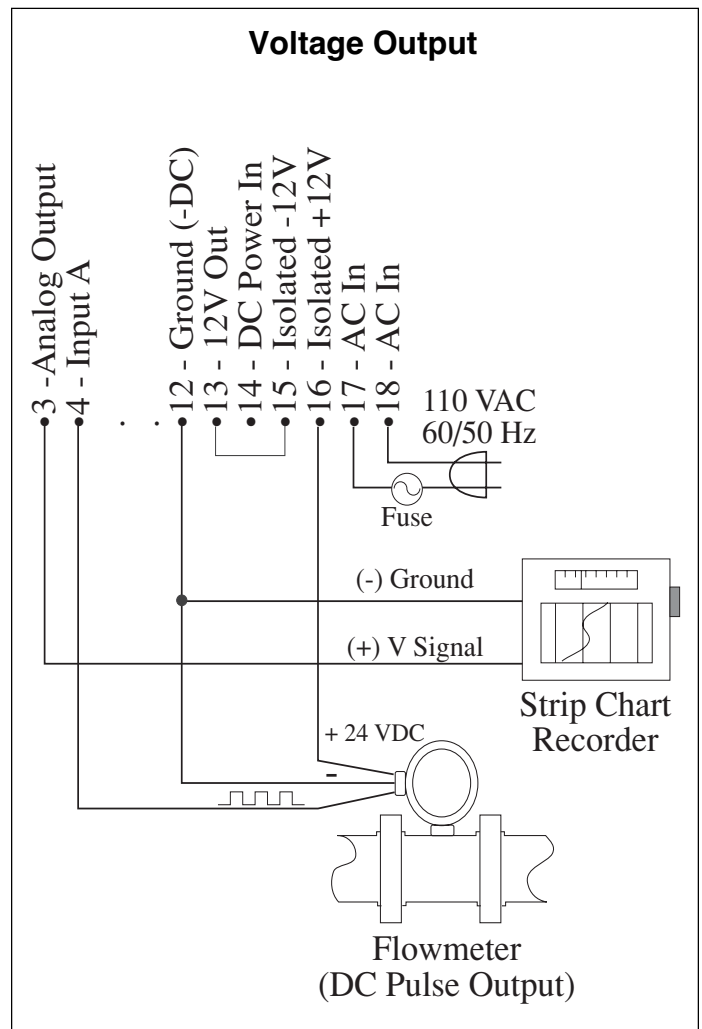 Voltage Output
3 -Analog Output
4 - Input A
. .
12 - Ground (-DC)
13 - 12V Out
14 - DC Power In
15 - Isolated -12V
16 - Isolated +12V
17 - AC In
18 - AC In
110 VAC
60/50 Hz
Fuse
(-) Ground
(+) V Signal
Strip Chart
Recorder
+ 24 VDC
-
Flowmeter
(DC Pulse Output)